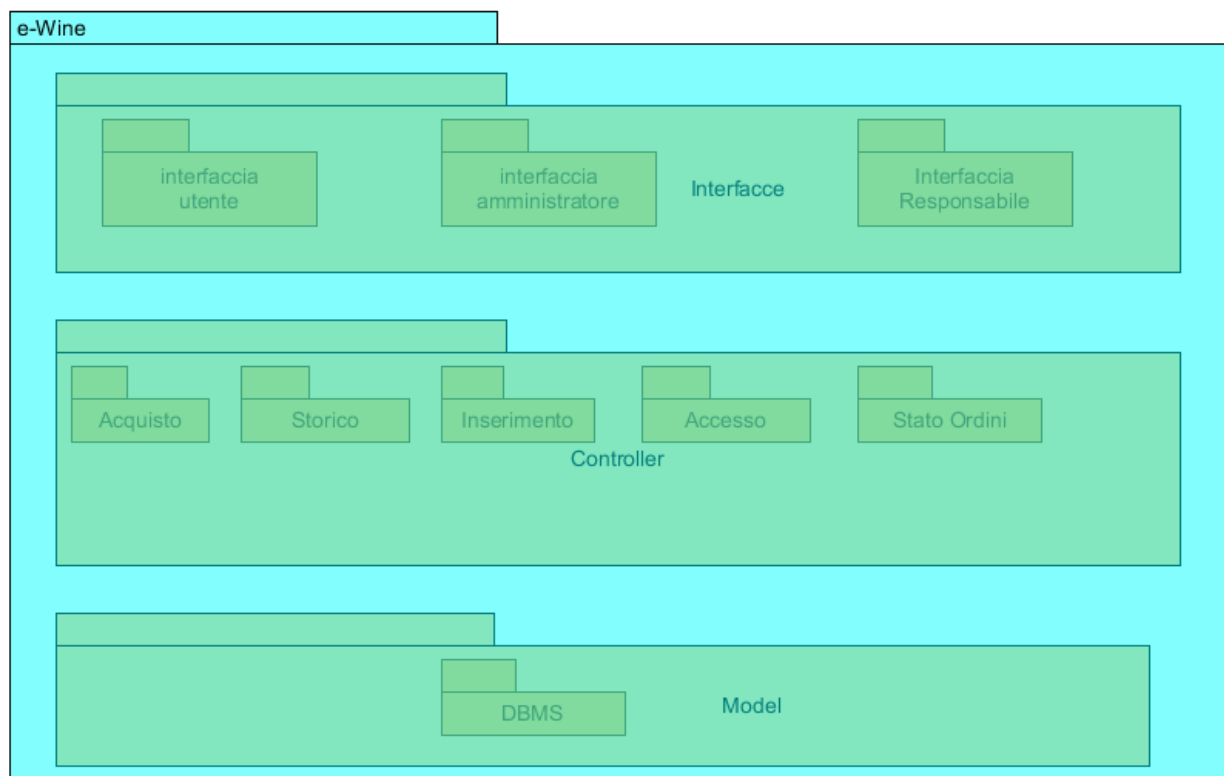 e-Wine
interfaccia
utente
interfaccia
amministratore
Interfacce
Interfaccia
Responsabile
Acquisto
Storico
Inserimento
Accesso
Stato Ordini
Controller
DBMS
Model